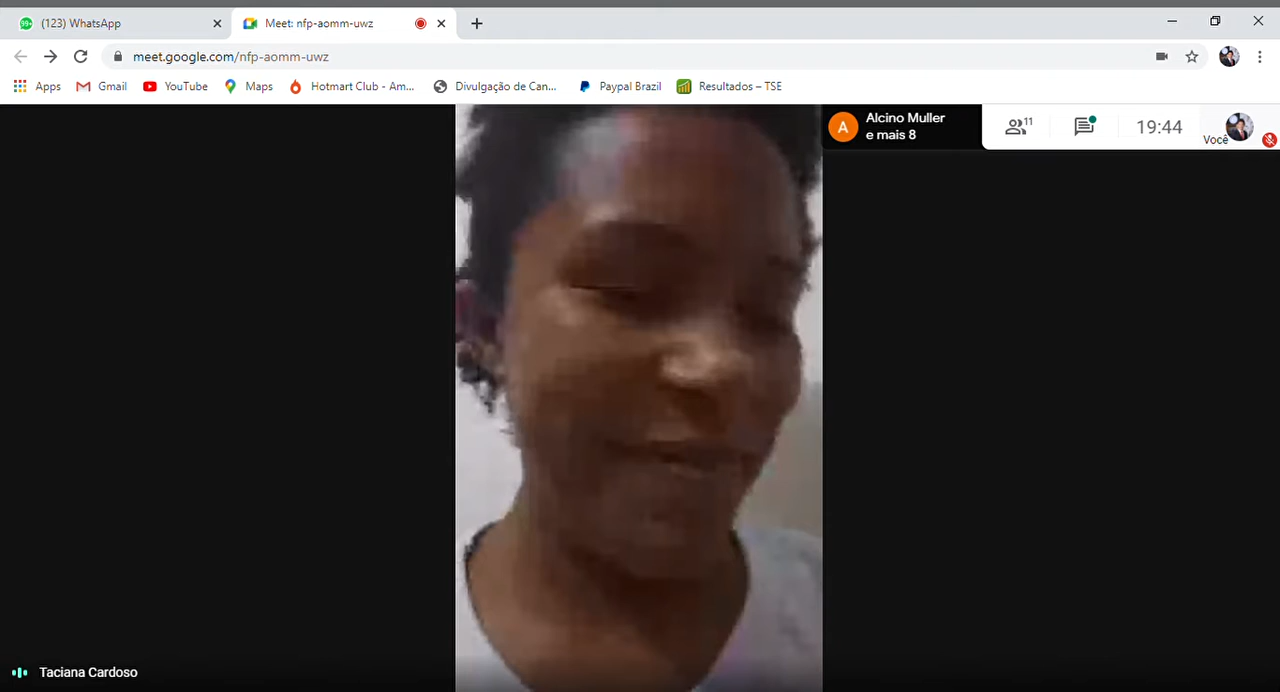 99+ (123) WhatsApp
Meet: nfp-aomm-uwz
meet.google.com/nfp-aomm-uwz
Apps Gmail YouTube Maps Hotmart Club - Am... Divulgação de Can... Paypal Brazil Resultados – TSE
A Alcino Muller
e mais 8
11
19:44
Você
Taciana Cardoso